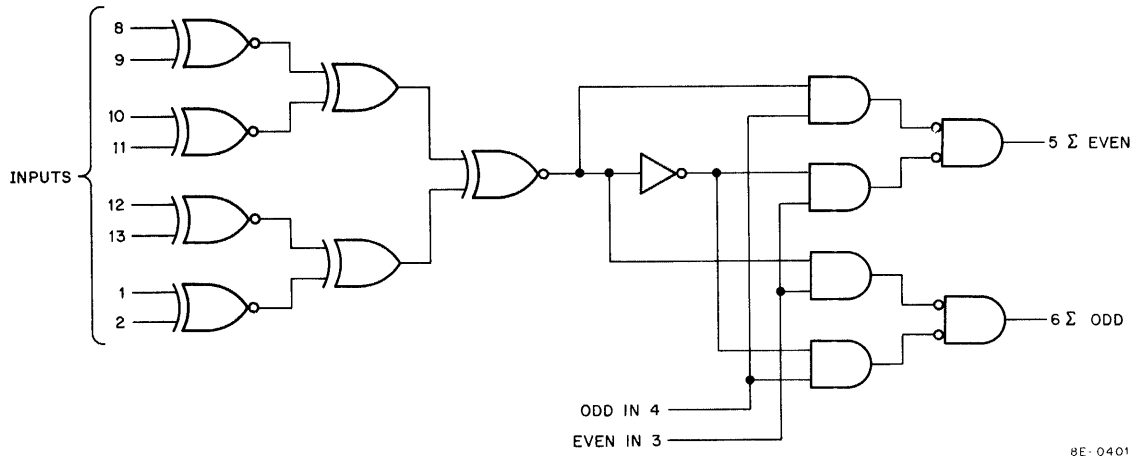 8
9
10
11
INPUTS
12
13
1
2
5 Σ EVEN
6 Σ ODD
ODD IN 4
EVEN IN 3
8E-0401